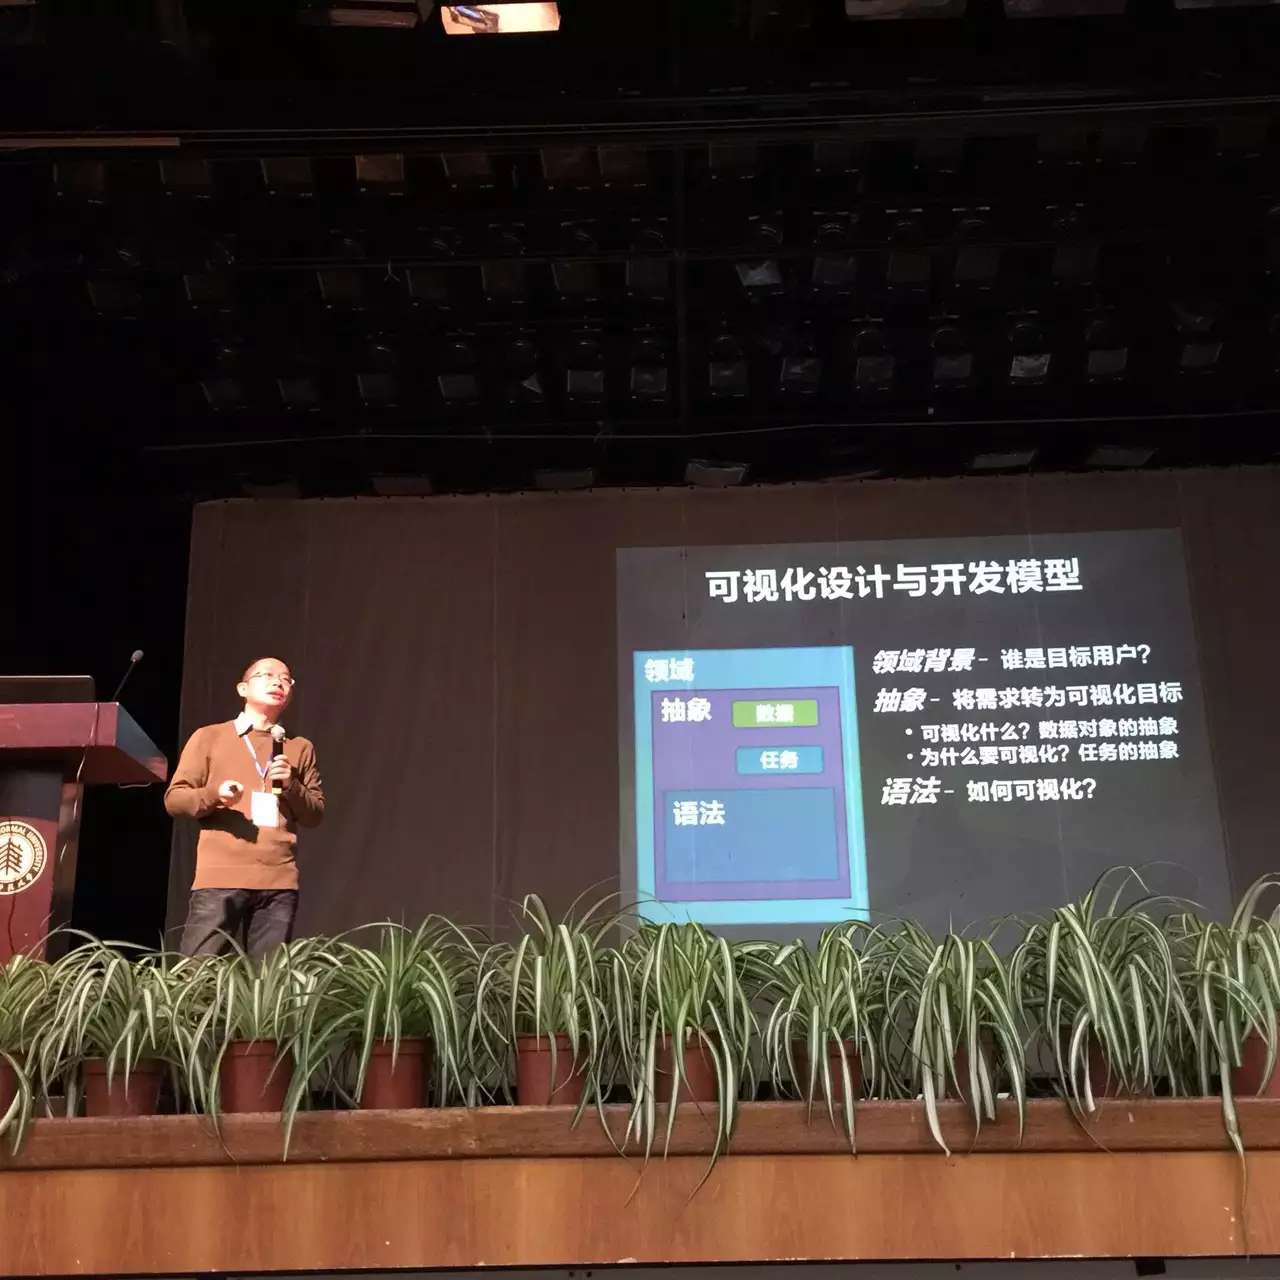 可视化设计与开发模型
领域
抽象
数据
任务
语法
领域背景 - 谁是目标用户?
抽象 - 将需求转为可视化目标
• 可视化什么? 数据对象的抽象
• 为什么要可视化? 任务的抽象
语法 - 如何可视化?
NORMAL UNIVERSITY